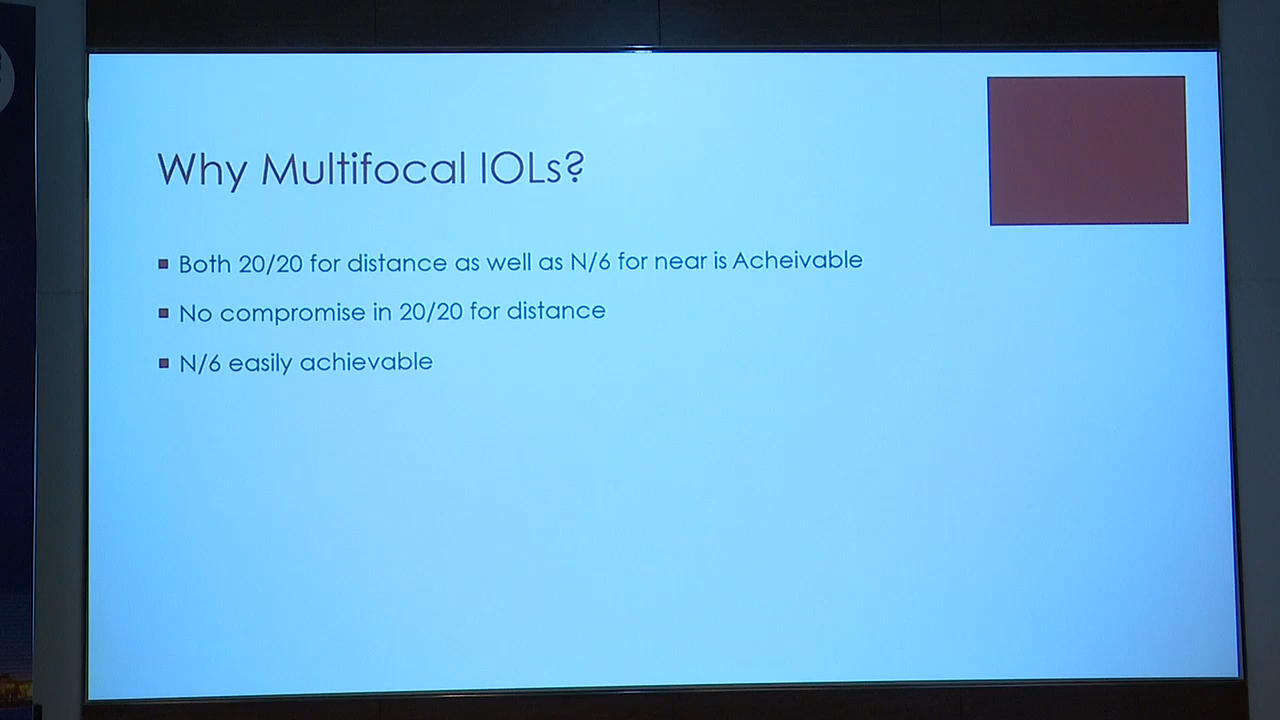 Why Multifocal IOLs?
Both 20/20 for distance as well as N/6 for near is Acheivable
No compromise in 20/20 for distance
N/6 easily achievable